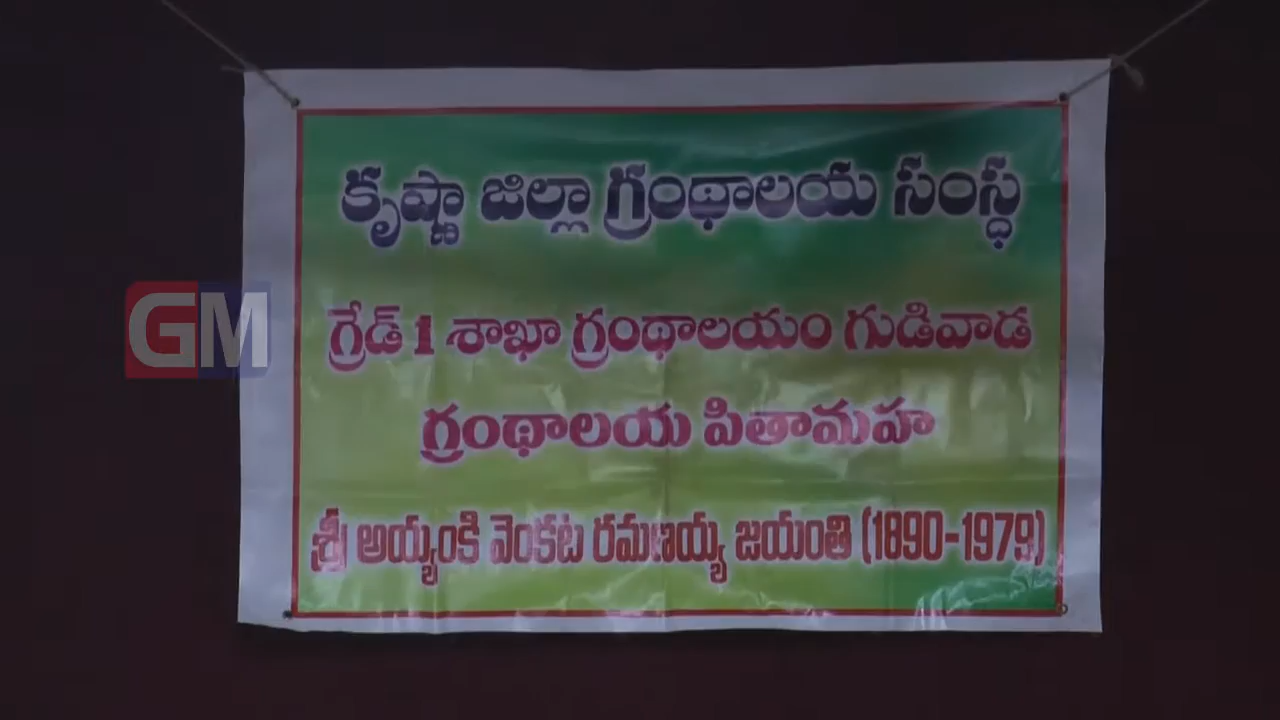 కృష్ణా జిల్లా గ్రంథాలయ సంస్ధ
గ్రేడ్ 1 శాఖా గ్రంథాలయం గుడివాడ
గ్రంథాలయ పితామహ
శ్రీ అయ్యంకి వెంకట రమణయ్య జయంతి (1890-1979)
GM